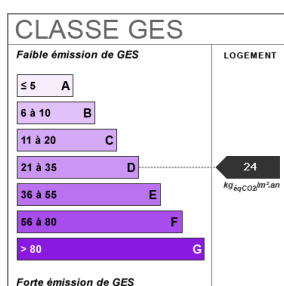 CLASSE GES
Faible émission de GES
LOGEMENT
≤ 5 A
6 à 10 B
11 à 20 C
21 à 35 D
24
kgéqCO2/m².an
36 à 55 E
56 à 80 F
> 80 G
Forte émission de GES